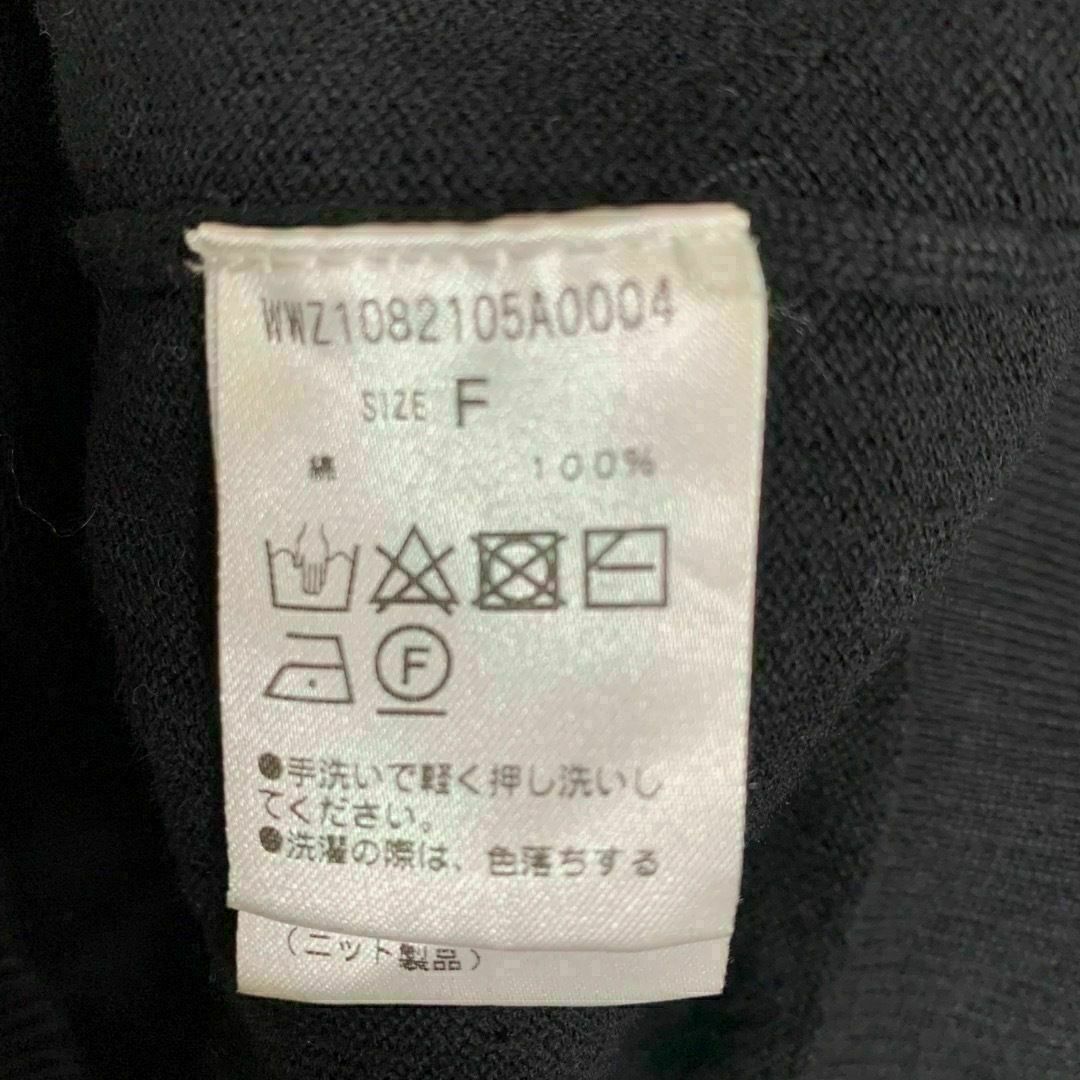 WWZ1082105A0004
SIZE F
綿 100%
F
●手洗いで軽く押し洗いし
てください。
●洗濯の際は、色落ちする
(ニット製品)